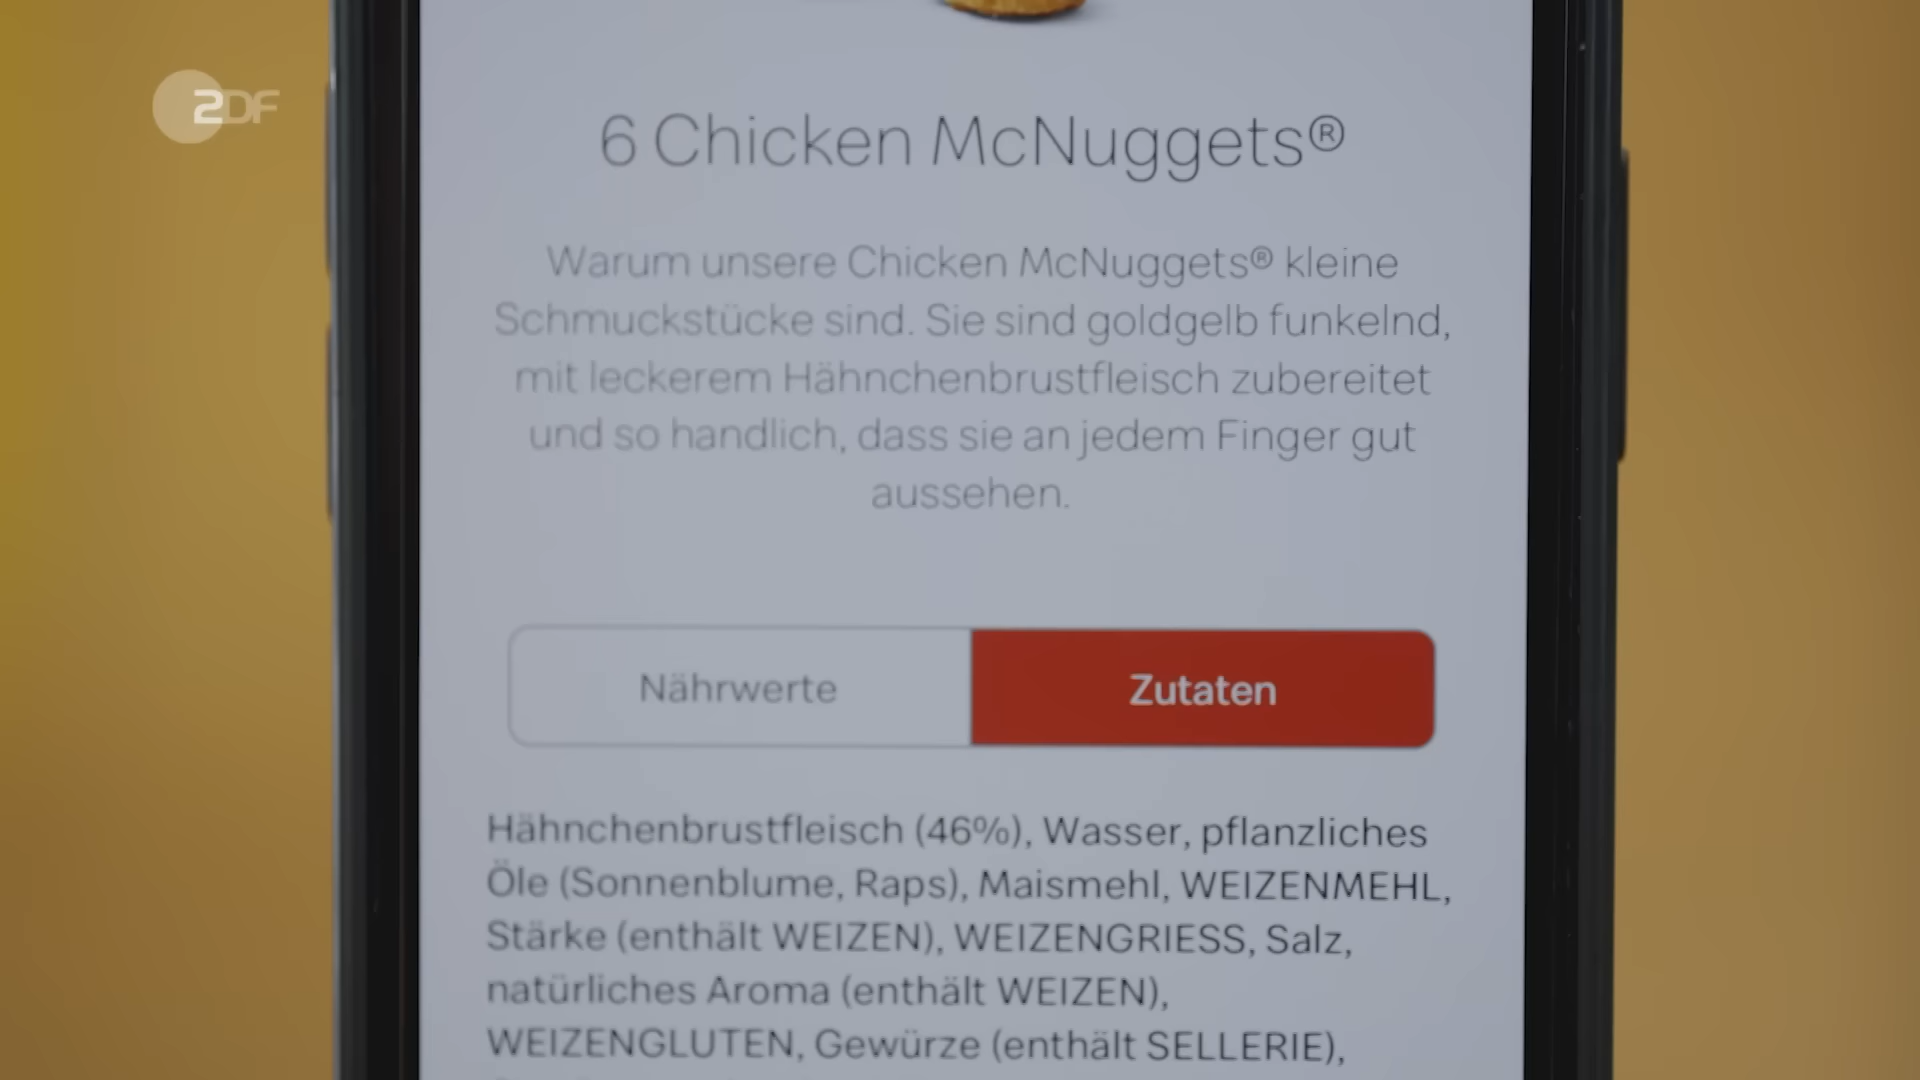 ZDF
6 Chicken McNuggets®
Warum unsere Chicken McNuggets® kleine
Schmuckstücke sind. Sie sind goldgelb funkelnd,
mit leckerem Hähnchenbrustfleisch zubereitet
und so handlich, dass sie an jedem Finger gut
aussehen.
Nährwerte
Zutaten
Hähnchenbrustfleisch (46%), Wasser, pflanzliches
Öle (Sonnenblume, Raps), Maismehl, WEIZENMEHL,
Stärke (enthält WEIZEN), WEIZENGRIESS, Salz,
natürliches Aroma (enthält WEIZEN),
WEIZENGLUTEN, Gewürze (enthält SELLERIE),